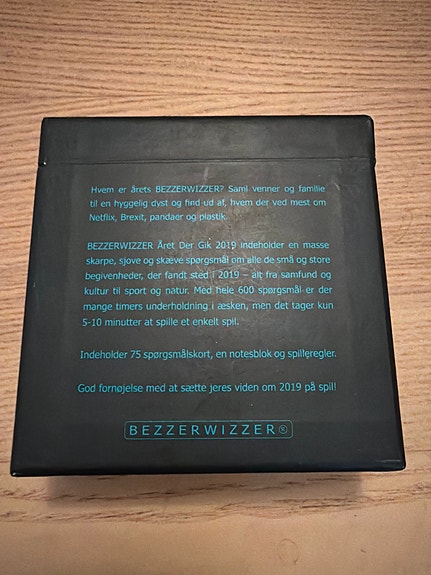 Hvem er årets BEZZERWIZZER? Saml venner og familie
til en hyggelig dyst og find ud af, hvem der ved mest om
Netflix, Brexit, pandaer og plastik.
BEZZERWIZZER Året Der Gik 2019 indeholder en masse
skarpe, sjove og skæve spørgsmål om alle de små og store
begivenheder, der fandt sted i 2019 – alt fra samfund og
kultur til sport og natur. Med hele 600 spørgsmål er der
mange timers underholdning i æsken, men det tager kun
5-10 minutter at spille et enkelt spil.
Indeholder 75 spørgsmålskort, en notesblok og spilleregler.
God fornøjelse med at sætte jeres viden om 2019 på spil!
BEZZERWIZZER®